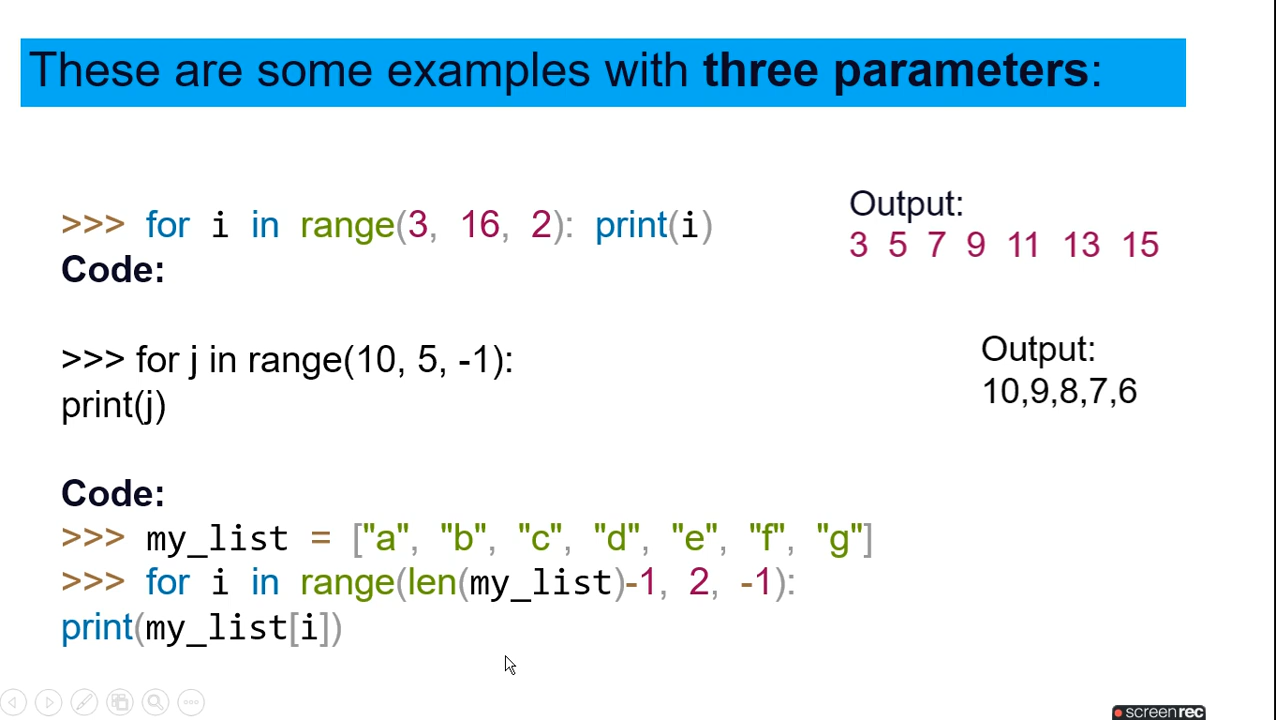 These are some examples with three parameters:
>>> for i in range(3, 16, 2): print(i)
Code:
Output:
3 5 7 9 11 13 15
>>> for j in range(10, 5, -1):
print(j)
Output:
10,9,8,7,6
Code:
>>> my_list = ["a", "b", "c", "d", "e", "f", "g"]
>>> for i in range(len(my_list)-1, 2, -1):
print(my_list[i])
screenrec